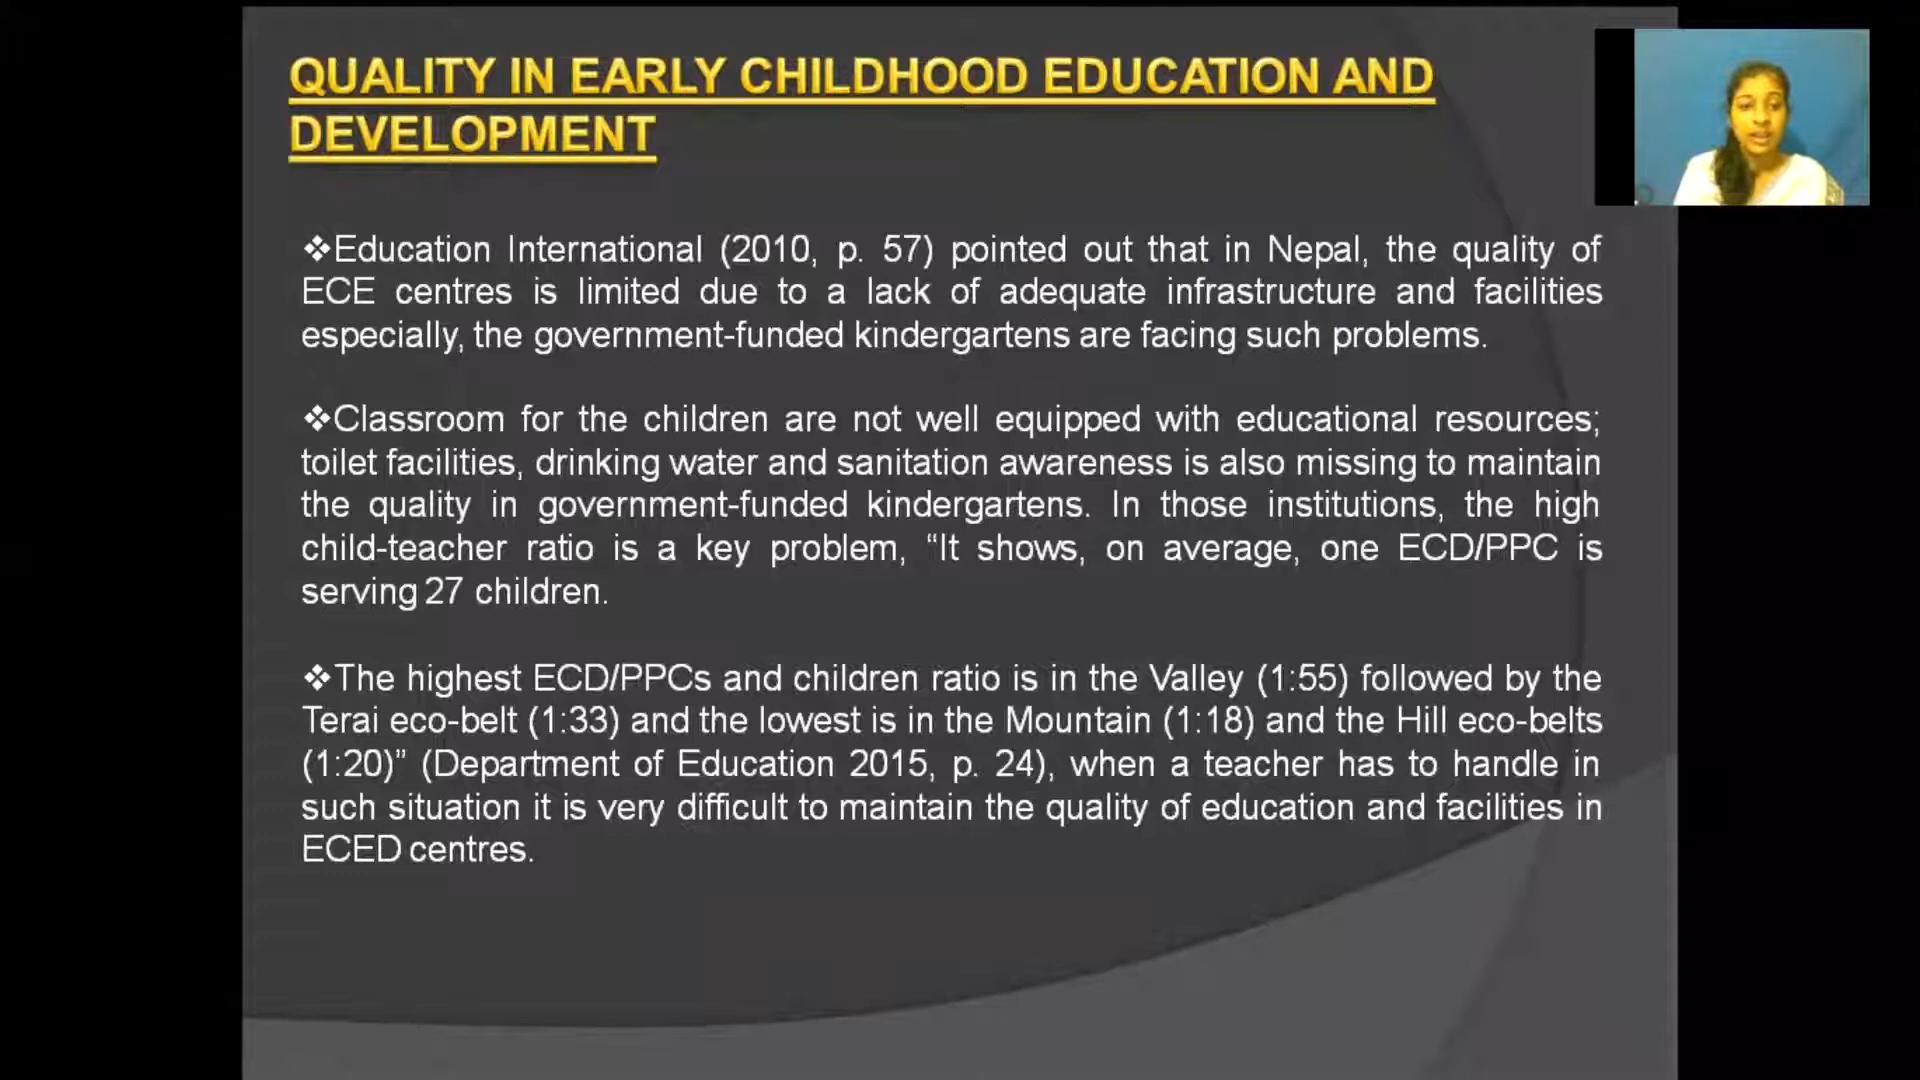 QUALITY IN EARLY CHILDHOOD EDUCATION AND
DEVELOPMENT
❖Education International (2010, p. 57) pointed out that in Nepal, the quality of
ECE centres is limited due to a lack of adequate infrastructure and facilities
especially, the government-funded kindergartens are facing such problems.
❖Classroom for the children are not well equipped with educational resources;
toilet facilities, drinking water and sanitation awareness is also missing to maintain
the quality in government-funded kindergartens. In those institutions, the high
child-teacher ratio is a key problem, “It shows, on average, one ECD/PPC is
serving 27 children.
❖The highest ECD/PPCs and children ratio is in the Valley (1:55) followed by the
Terai eco-belt (1:33) and the lowest is in the Mountain (1:18) and the Hill eco-belts
(1:20)” (Department of Education 2015, p. 24), when a teacher has to handle in
such situation it is very difficult to maintain the quality of education and facilities in
ECED centres.